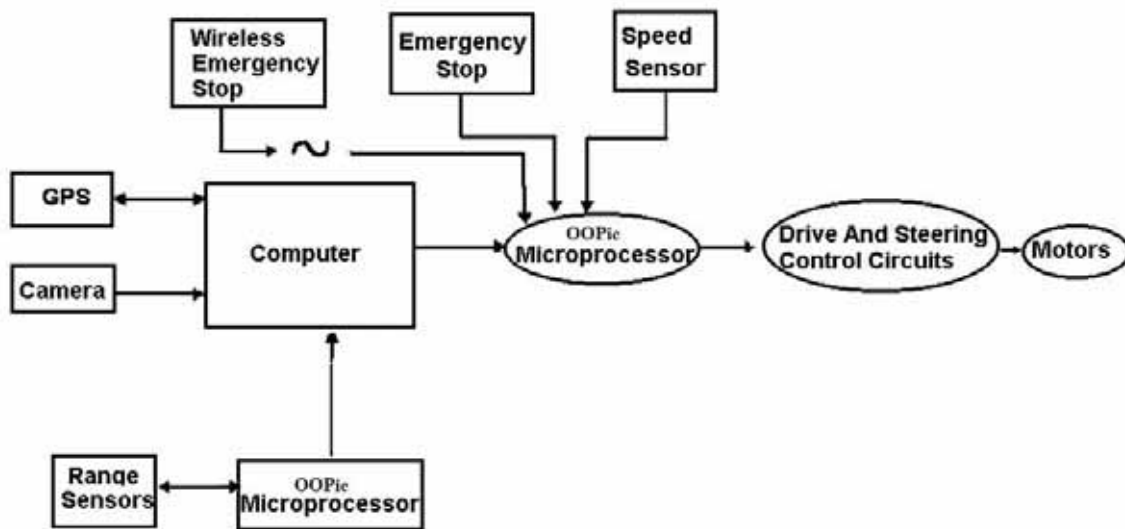 Wireless
Emergency
Stop
Emergency
Stop
Speed
Sensor
GPS
Camera
Computer
OOPic
Microprocessor
Drive And Steering
Control Circuits
Motors
Range
Sensors
OOPic
Microprocessor